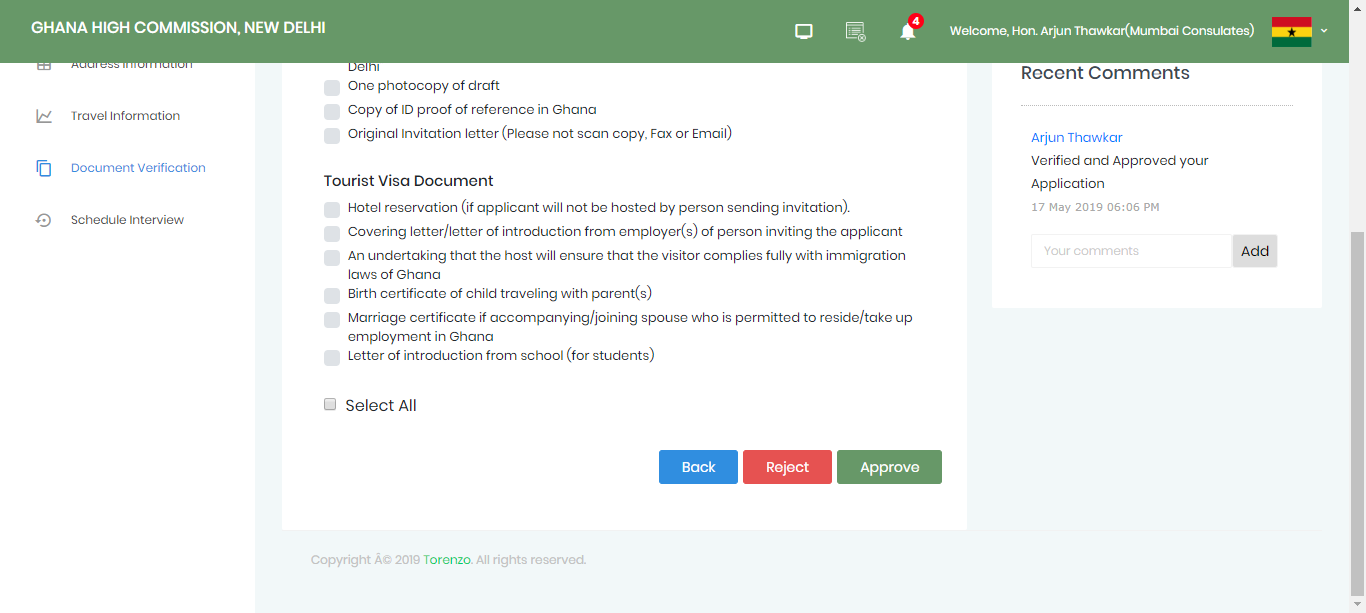 GHANA HIGH COMMISSION, NEW DELHI
4
Welcome, Hon. Arjun Thawkar(Mumbai Consulates)
Address Information
Travel Information
Document Verification
Schedule Interview
Delhi
One photocopy of draft
Copy of ID proof of reference in Ghana
Original Invitation letter (Please not scan copy, Fax or Email)
Tourist Visa Document
Hotel reservation (if applicant will not be hosted by person sending invitation).
Covering letter/letter of introduction from employer(s) of person inviting the applicant
An undertaking that the host will ensure that the visitor complies fully with immigration
laws of Ghana
Birth certificate of child traveling with parent(s)
Marriage certificate if accompanying/joining spouse who is permitted to reside/take up
employment in Ghana
Letter of introduction from school (for students)
Select All
Back
Reject
Approve
Recent Comments
Arjun Thawkar
Verified and Approved your
Application
17 May 2019 06:06 PM
Your comments
Add
Copyright Â© 2019 Torenzo. All rights reserved.